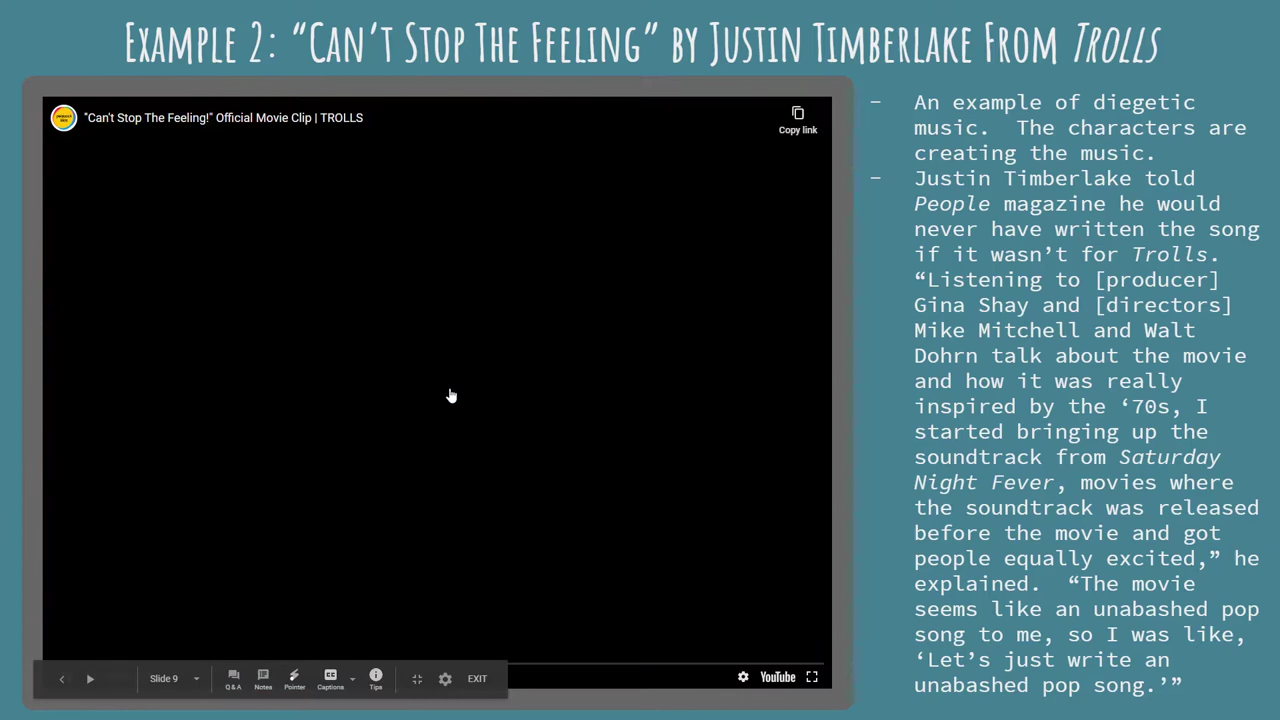 Example 2: “Can’t Stop The Feeling” by Justin Timberlake From Trolls
"Can't Stop The Feeling!" Official Movie Clip | TROLLS
Copy link
- An example of diegetic
music. The characters are
creating the music.
- Justin Timberlake told
People magazine he would
never have written the song
if it wasn’t for Trolls.
“Listening to [producer]
Gina Shay and [directors]
Mike Mitchell and Walt
Dohrn talk about the movie
and how it was really
inspired by the ‘70s, I
started bringing up the
soundtrack from Saturday
Night Fever, movies where
the soundtrack was released
before the movie and got
people equally excited,” he
explained. “The movie
seems like an unabashed pop
song to me, so I was like,
‘Let’s just write an
unabashed pop song.’”
Slide 9
Q & A
Notes
Pointer
Captions
Tips
EXIT
YouTube